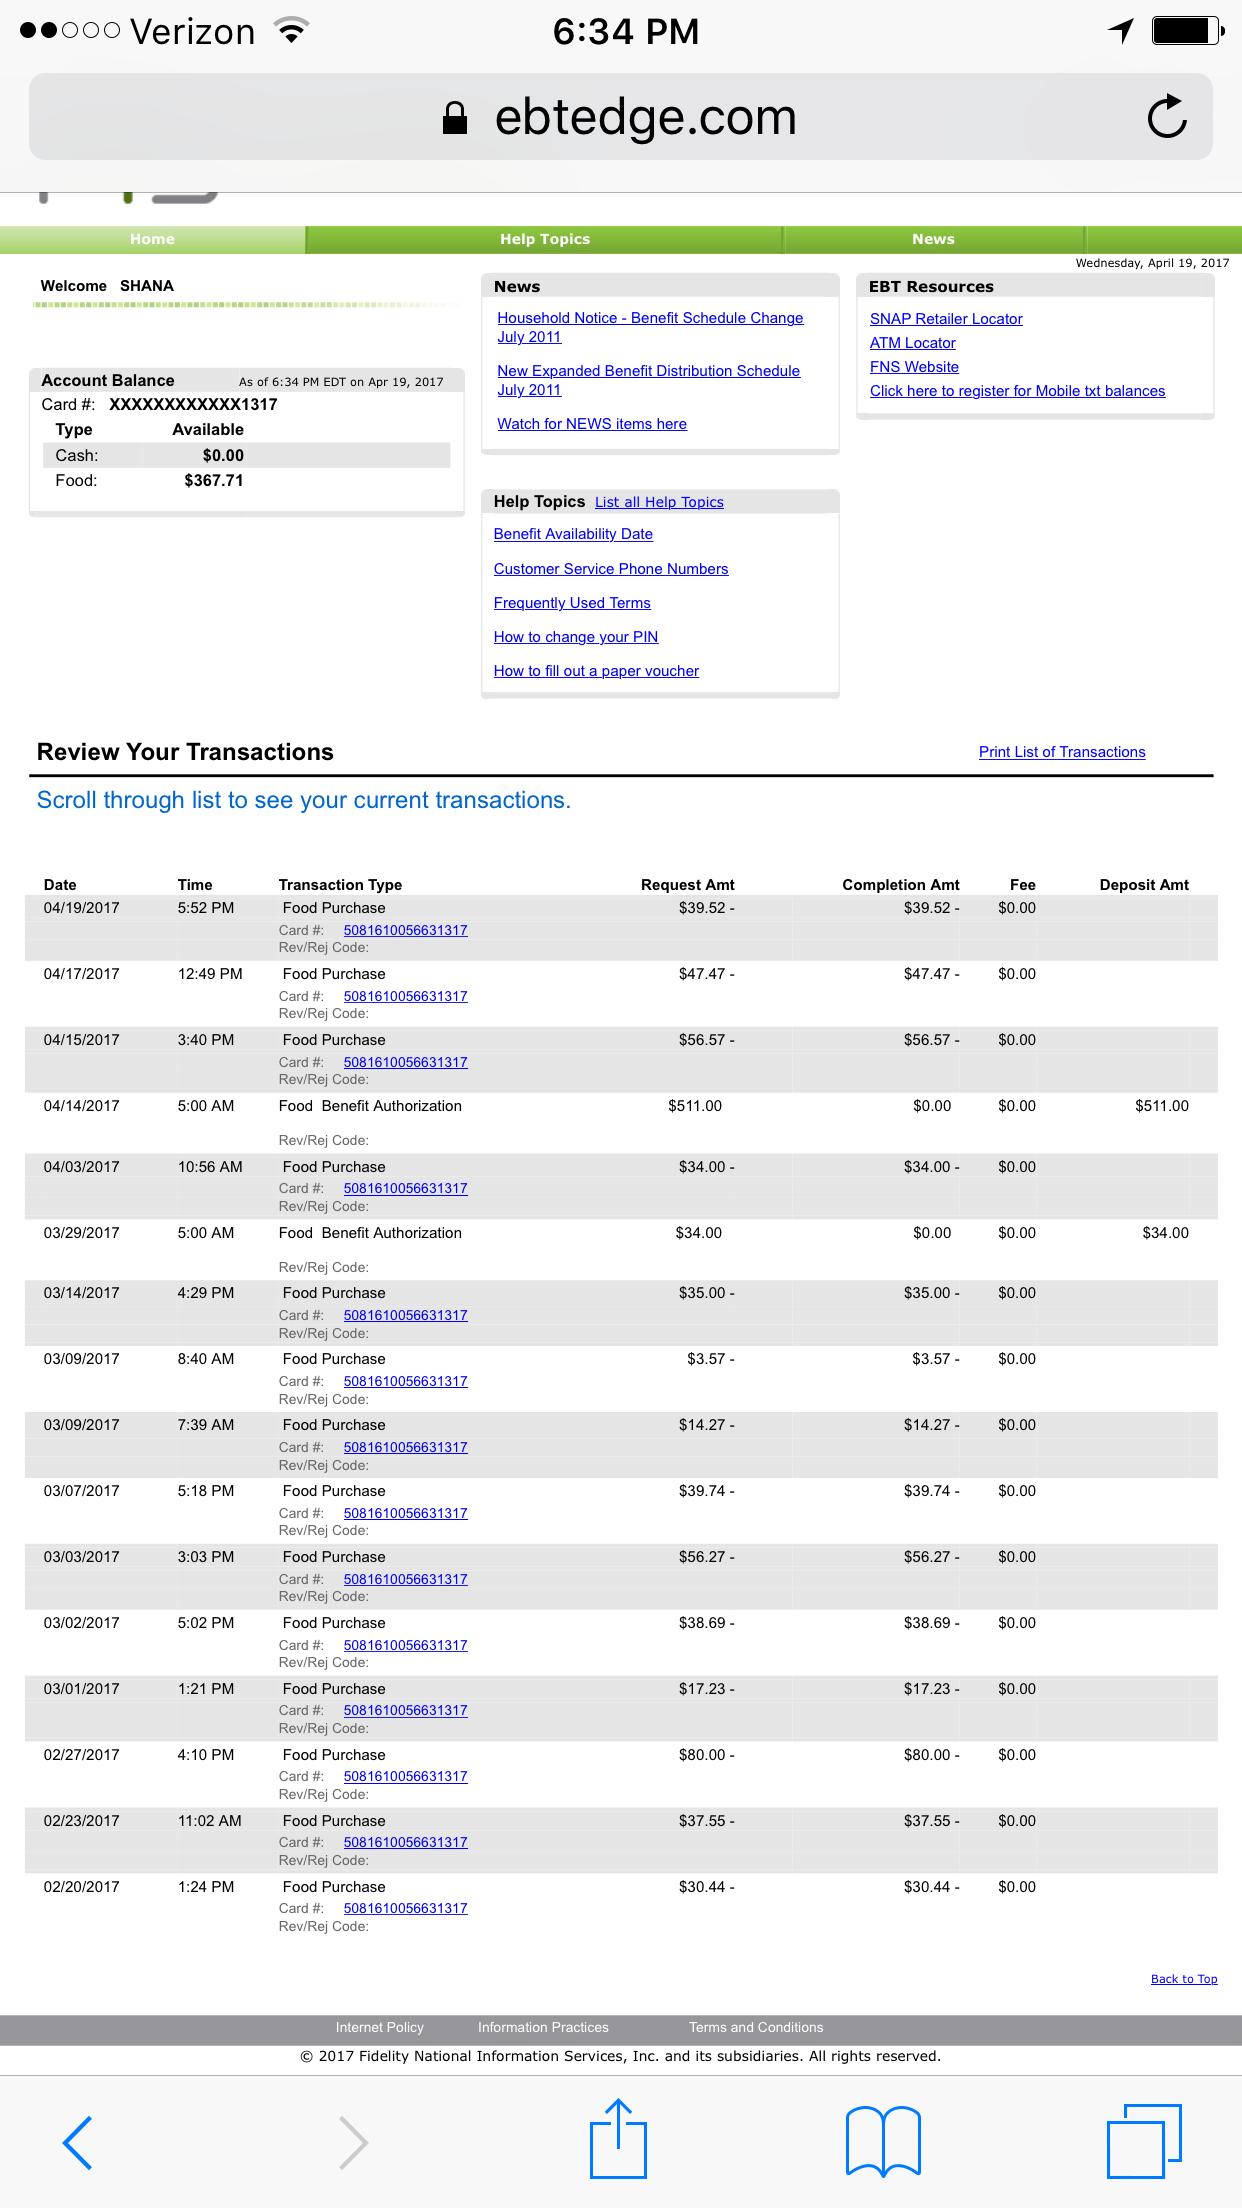 Verizon 6:34 PM
ebtedge.com
Home Help Topics News
Wednesday, April 19, 2017
Welcome SHANA
Account Balance As of 6:34 PM EDT on Apr 19, 2017
Card #: XXXXXXXXXXXX1317
Type Available
Cash: $0.00
Food: $367.71
News
Household Notice - Benefit Schedule Change
July 2011
New Expanded Benefit Distribution Schedule
July 2011
Watch for NEWS items here
Help Topics List all Help Topics
Benefit Availability Date
Customer Service Phone Numbers
Frequently Used Terms
How to change your PIN
How to fill out a paper voucher
EBT Resources
SNAP Retailer Locator
ATM Locator
FNS Website
Click here to register for Mobile txt balances
Review Your Transactions Print List of Transactions
Scroll through list to see your current transactions.
Date Time Transaction Type Request Amt Completion Amt Fee Deposit Amt
04/19/2017 5:52 PM Food Purchase $39.52 - $39.52 - $0.00
Card #: 5081610056631317
Rev/Rej Code:
04/17/2017 12:49 PM Food Purchase $47.47 - $47.47 - $0.00
Card #: 5081610056631317
Rev/Rej Code:
04/15/2017 3:40 PM Food Purchase $56.57 - $56.57 - $0.00
Card #: 5081610056631317
Rev/Rej Code:
04/14/2017 5:00 AM Food Benefit Authorization $511.00 $0.00 $0.00 $511.00
Rev/Rej Code:
04/03/2017 10:56 AM Food Purchase $34.00 - $34.00 - $0.00
Card #: 5081610056631317
Rev/Rej Code:
03/29/2017 5:00 AM Food Benefit Authorization $34.00 $0.00 $0.00 $34.00
Rev/Rej Code:
03/14/2017 4:29 PM Food Purchase $35.00 - $35.00 - $0.00
Card #: 5081610056631317
Rev/Rej Code:
03/09/2017 8:40 AM Food Purchase $3.57 - $3.57 - $0.00
Card #: 5081610056631317
Rev/Rej Code:
03/09/2017 7:39 AM Food Purchase $14.27 - $14.27 - $0.00
Card #: 5081610056631317
Rev/Rej Code:
03/07/2017 5:18 PM Food Purchase $39.74 - $39.74 - $0.00
Card #: 5081610056631317
Rev/Rej Code:
03/03/2017 3:03 PM Food Purchase $56.27 - $56.27 - $0.00
Card #: 5081610056631317
Rev/Rej Code:
03/02/2017 5:02 PM Food Purchase $38.69 - $38.69 - $0.00
Card #: 5081610056631317
Rev/Rej Code:
03/01/2017 1:21 PM Food Purchase $17.23 - $17.23 - $0.00
Card #: 5081610056631317
Rev/Rej Code:
02/27/2017 4:10 PM Food Purchase $80.00 - $80.00 - $0.00
Card #: 5081610056631317
Rev/Rej Code:
02/23/2017 11:02 AM Food Purchase $37.55 - $37.55 - $0.00
Card #: 5081610056631317
Rev/Rej Code:
02/20/2017 1:24 PM Food Purchase $30.44 - $30.44 - $0.00
Card #: 5081610056631317
Rev/Rej Code:
Back to Top
Internet Policy Information Practices Terms and Conditions
© 2017 Fidelity National Information Services, Inc. and its subsidiaries. All rights reserved.